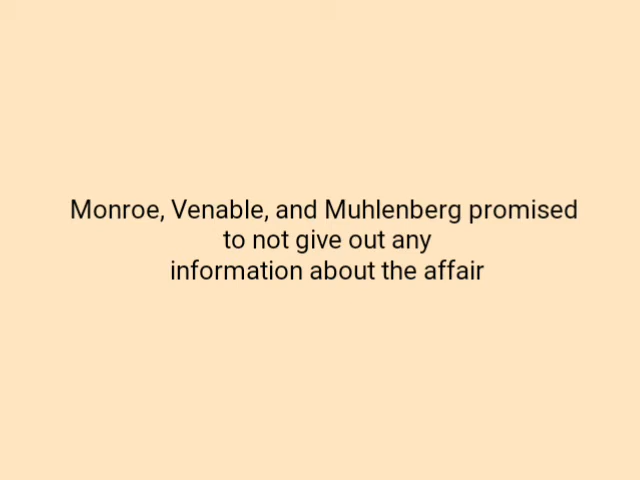 Monroe, Venable, and Muhlenberg promised
to not give out any
information about the affair